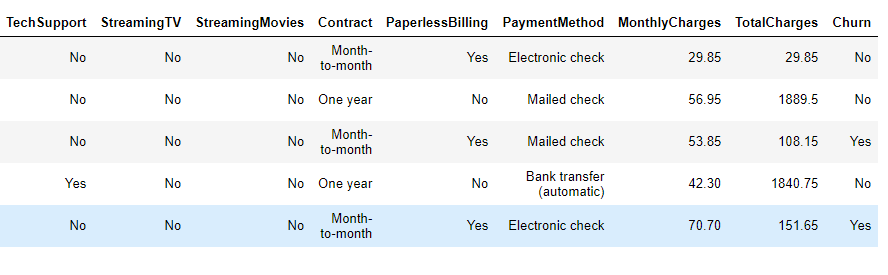 TechSupport StreamingTV StreamingMovies Contract PaperlessBilling PaymentMethod MonthlyCharges TotalCharges Churn
No No No Month-to-month Yes Electronic check 29.85 29.85 No
No No No One year No Mailed check 56.95 1889.5 No
No No No Month-to-month Yes Mailed check 53.85 108.15 Yes
Yes No No One year No Bank transfer (automatic) 42.30 1840.75 No
No No No Month-to-month Yes Electronic check 70.70 151.65 Yes